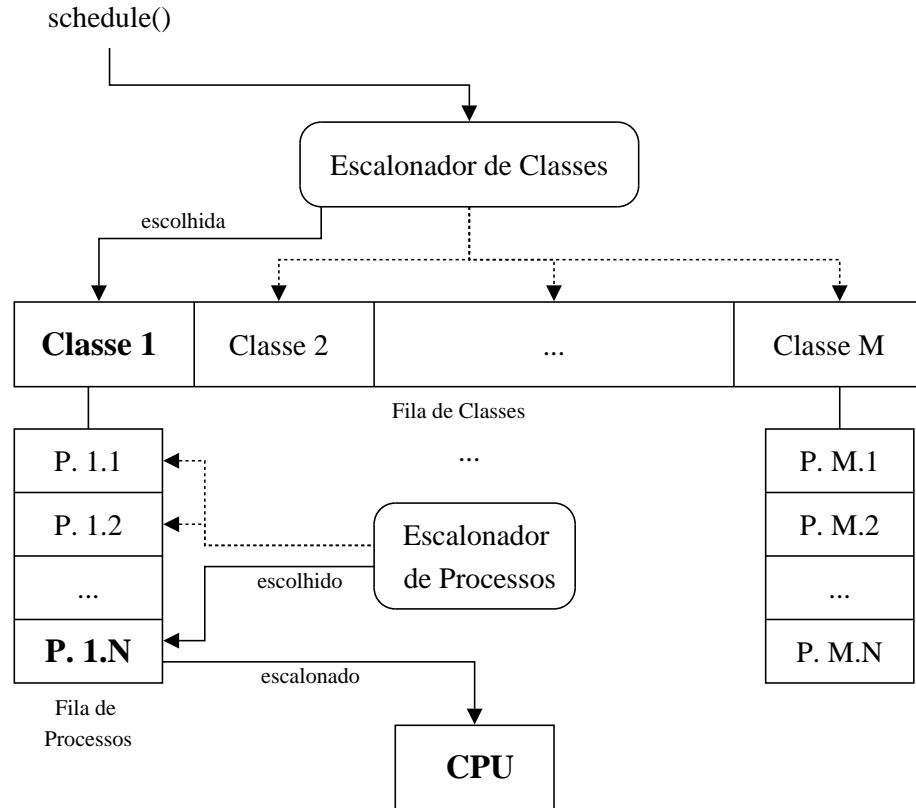 schedule()
Escalonador de Classes
escolhida
Classe 1
Classe 2
...
Classe M
Fila de Classes
P. 1.1
...
P. M.1
P. 1.2
Escalonador
de Processos
P. M.2
escolhido
...
...
P. 1.N
P. M.N
escalonado
Fila de
Processos
CPU